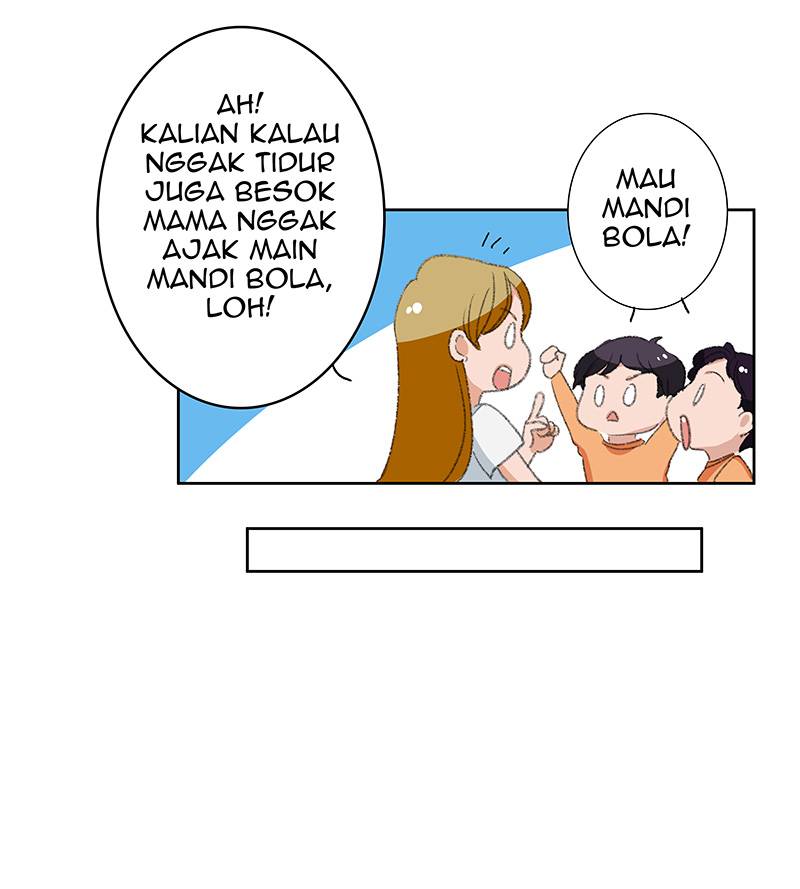 AH!
KALIAN KALAU
NGGAK TIDUR
JUGA BESOK
MAMA NGGAK
AJAK MAIN
MANDI BOLA,
LOH!
MAU
MANDI
BOLA!